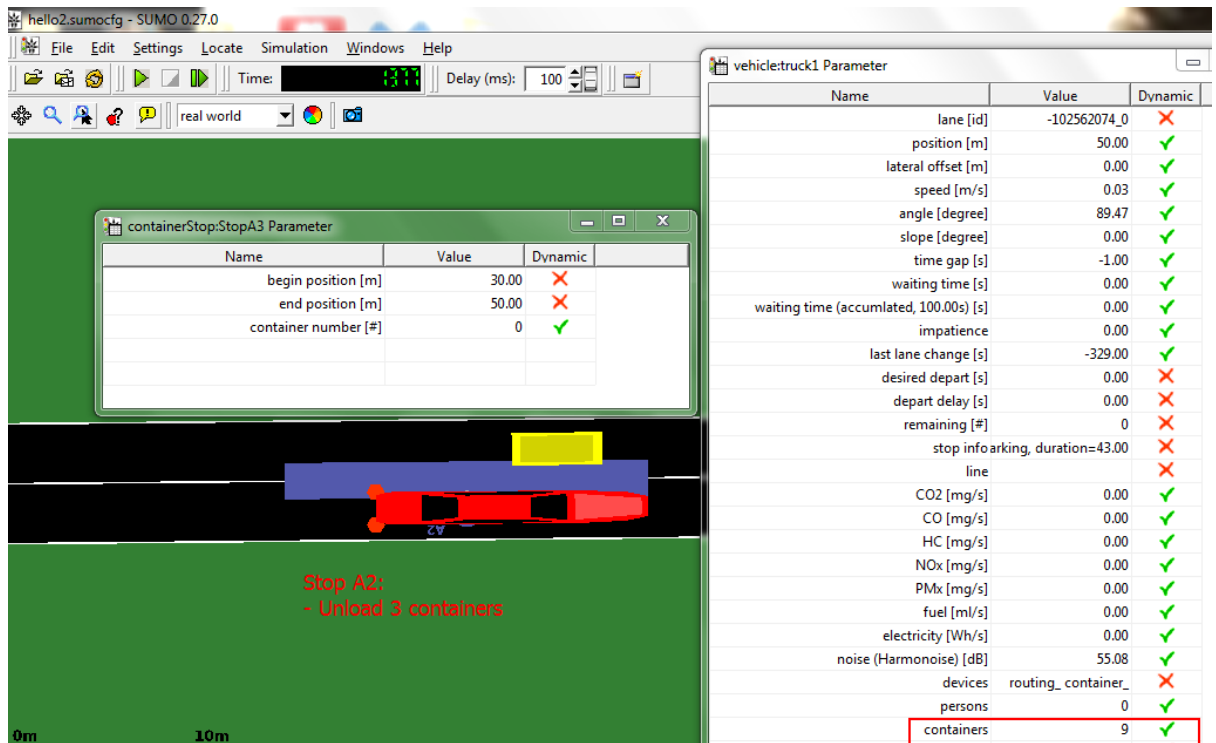 hello2.sumocfg - SUMO 0.27.0
File Edit Settings Locate Simulation Windows Help
Time: Delay (ms): 100
real world
containerStop:StopA3 Parameter
Name Value Dynamic
begin position [m] 30.00
end position [m] 50.00
container number [#] 0
A2
Stop A2:
- Unload 3 containers
0m 10m
vehicle:truck1 Parameter
Name Value Dynamic
lane [id] -102562074_0
position [m] 50.00
lateral offset [m] 0.00
speed [m/s] 0.03
angle [degree] 89.47
slope [degree] 0.00
time gap [s] -1.00
waiting time [s] 0.00
waiting time (accumlated, 100.00s) [s] 0.00
impatience 0.00
last lane change [s] -329.00
desired depart [s] 0.00
depart delay [s] 0.00
remaining [#] 0
stop info arking, duration=43.00
line
CO2 [mg/s] 0.00
CO [mg/s] 0.00
HC [mg/s] 0.00
NOx [mg/s] 0.00
PMx [mg/s] 0.00
fuel [ml/s] 0.00
electricity [Wh/s] 0.00
noise (Harmonoise) [dB] 55.08
devices routing_ container_
persons 0
containers 9